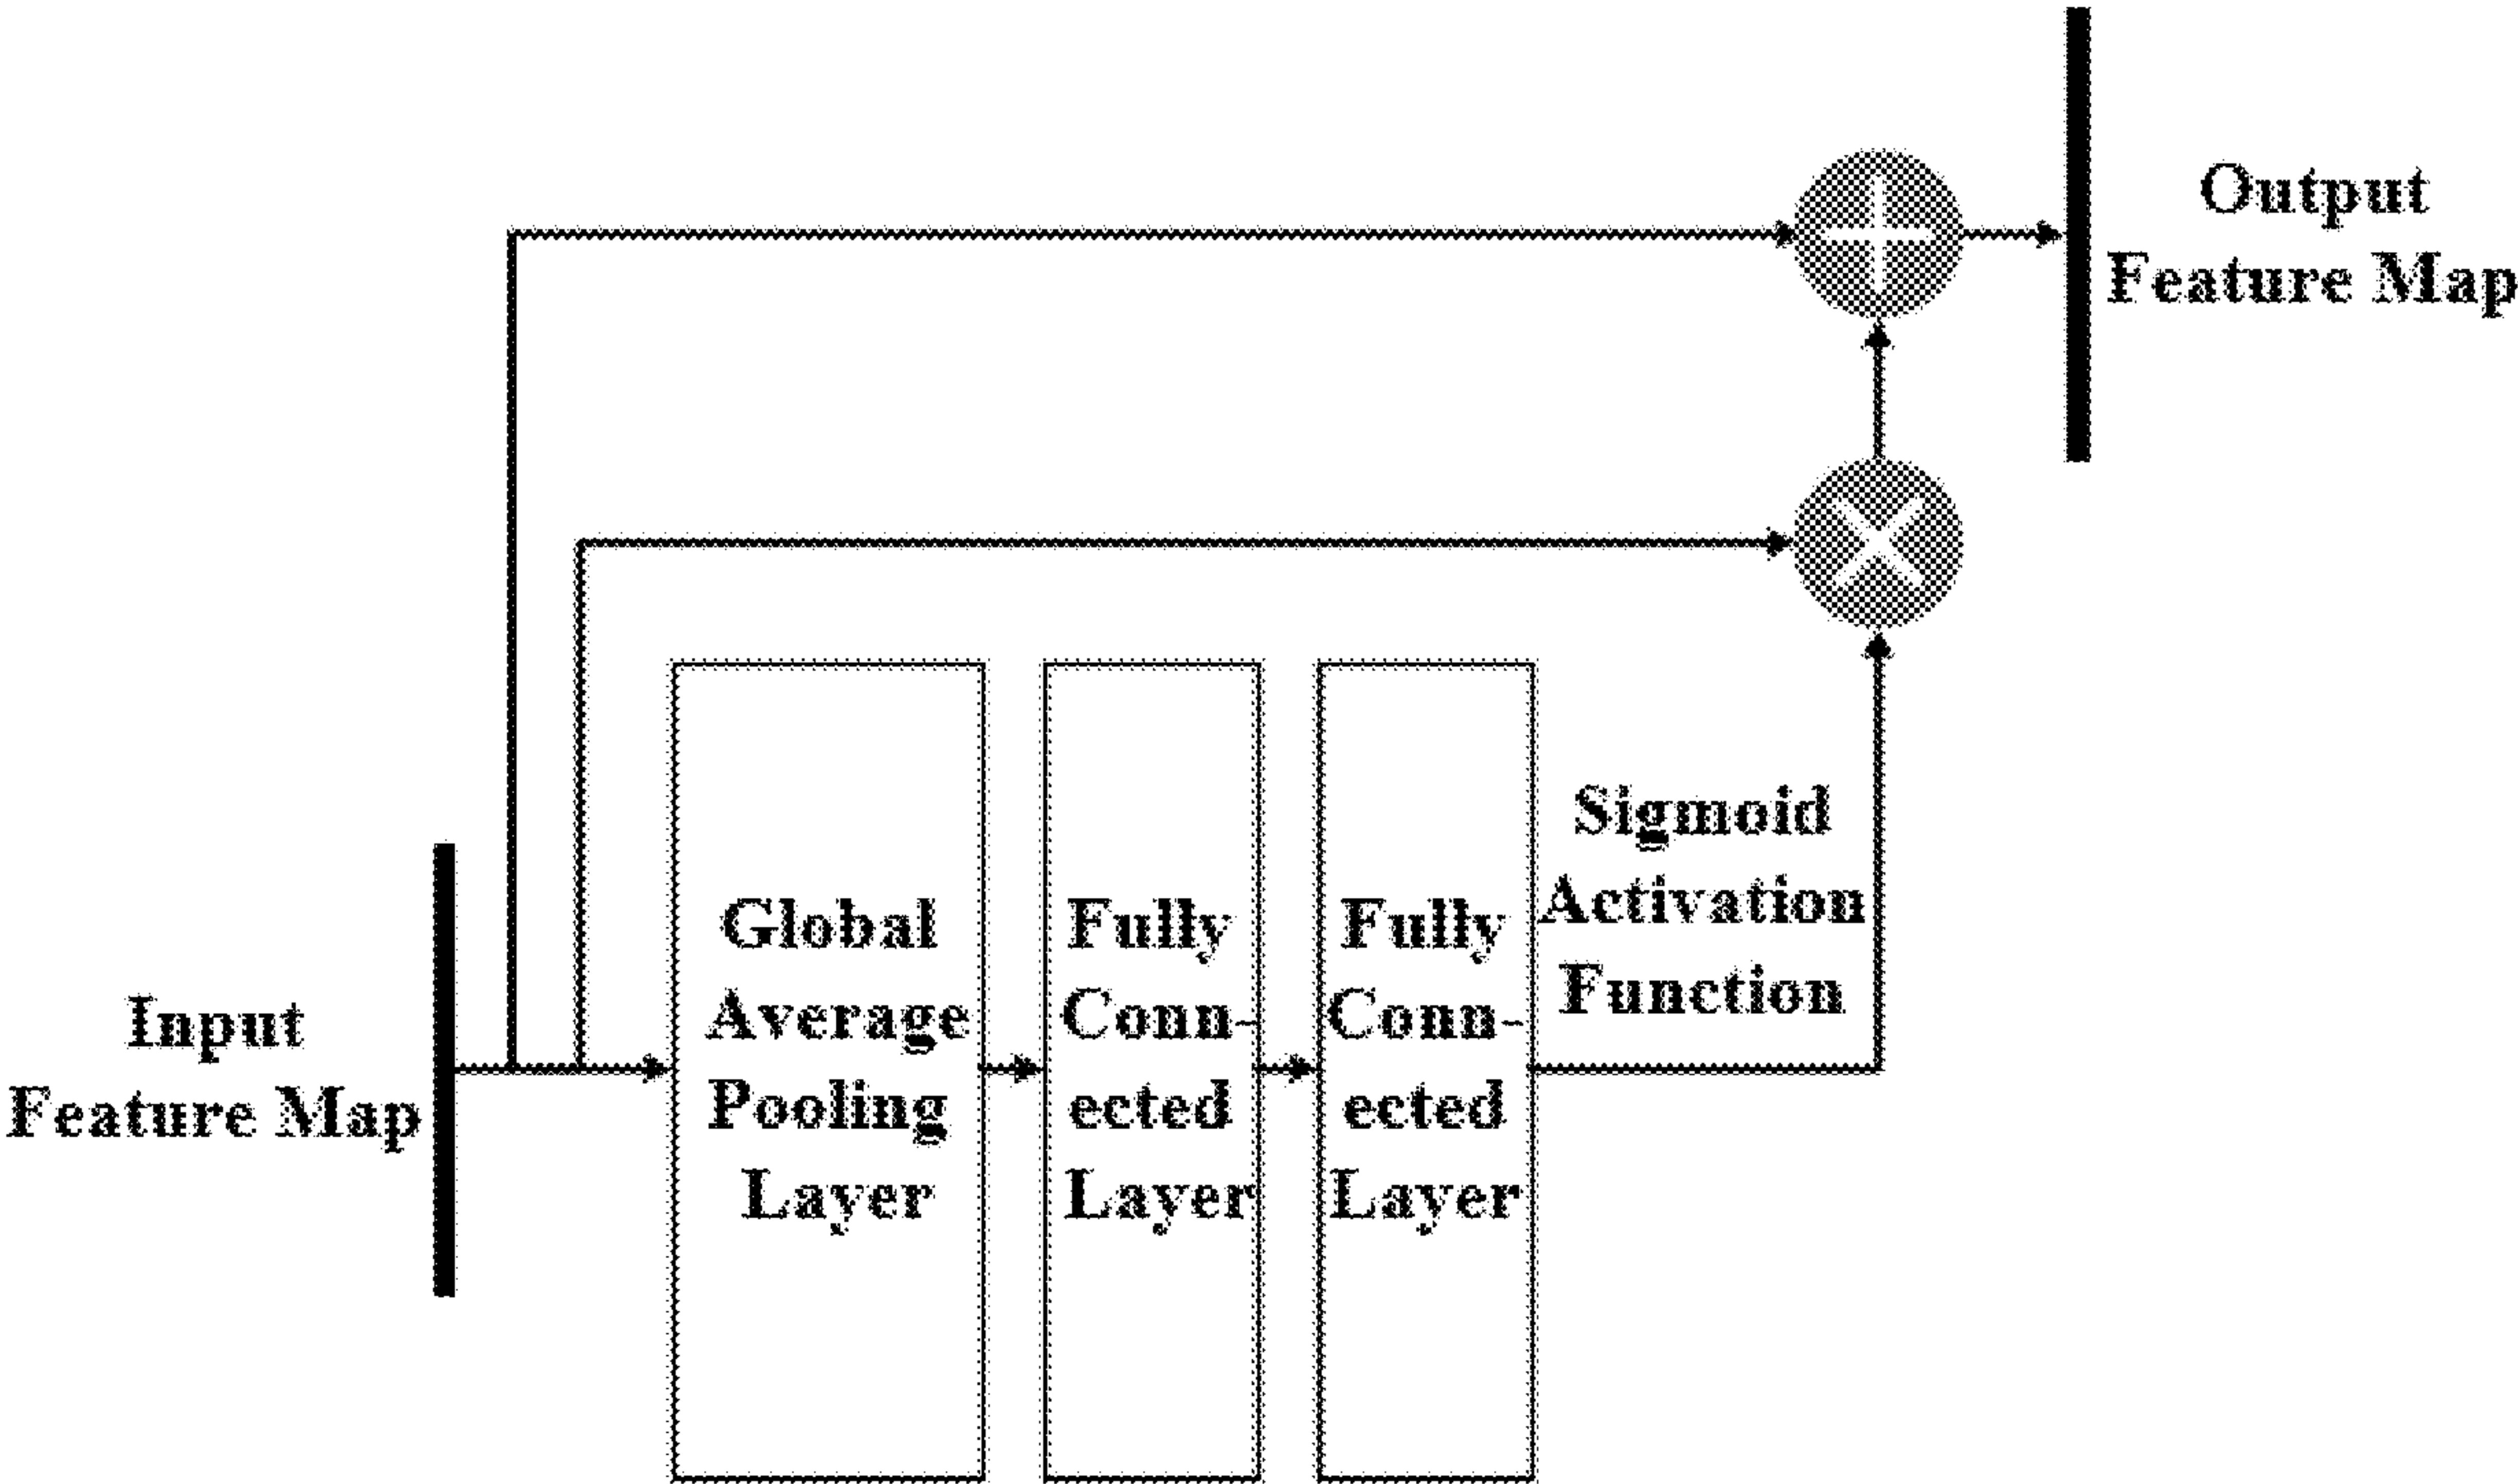 Output
Feature Map
Sigmoid
Activation
Function
Input
Feature Map
Global
Average
Pooling
Layer
Fully
Conn-
ected
Layer
Fully
Conn-
ected
Layer